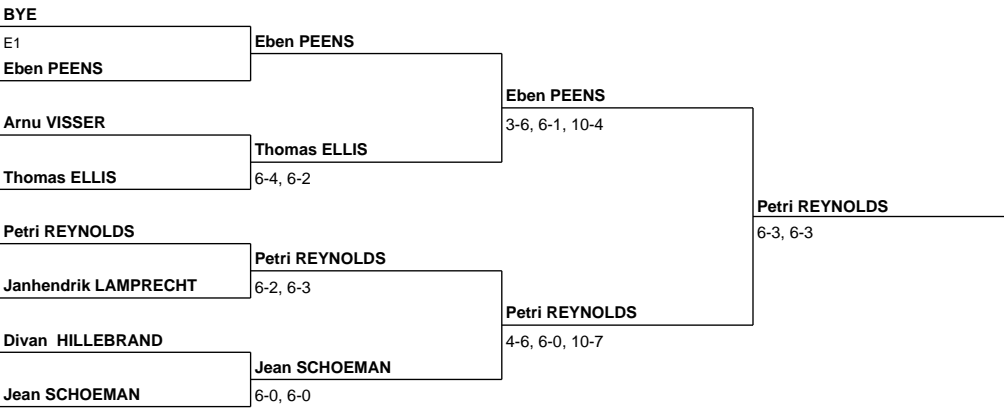 BYE
E1
Eben PEENS
Eben PEENS
Arnu VISSER
Thomas ELLIS
Thomas ELLIS
6-4, 6-2
Eben PEENS
3-6, 6-1, 10-4
Petri REYNOLDS
Janhendrik LAMPRECHT
Petri REYNOLDS
6-2, 6-3
Divan  HILLEBRAND
Jean SCHOEMAN
Jean SCHOEMAN
6-0, 6-0
Petri REYNOLDS
4-6, 6-0, 10-7
Petri REYNOLDS
6-3, 6-3